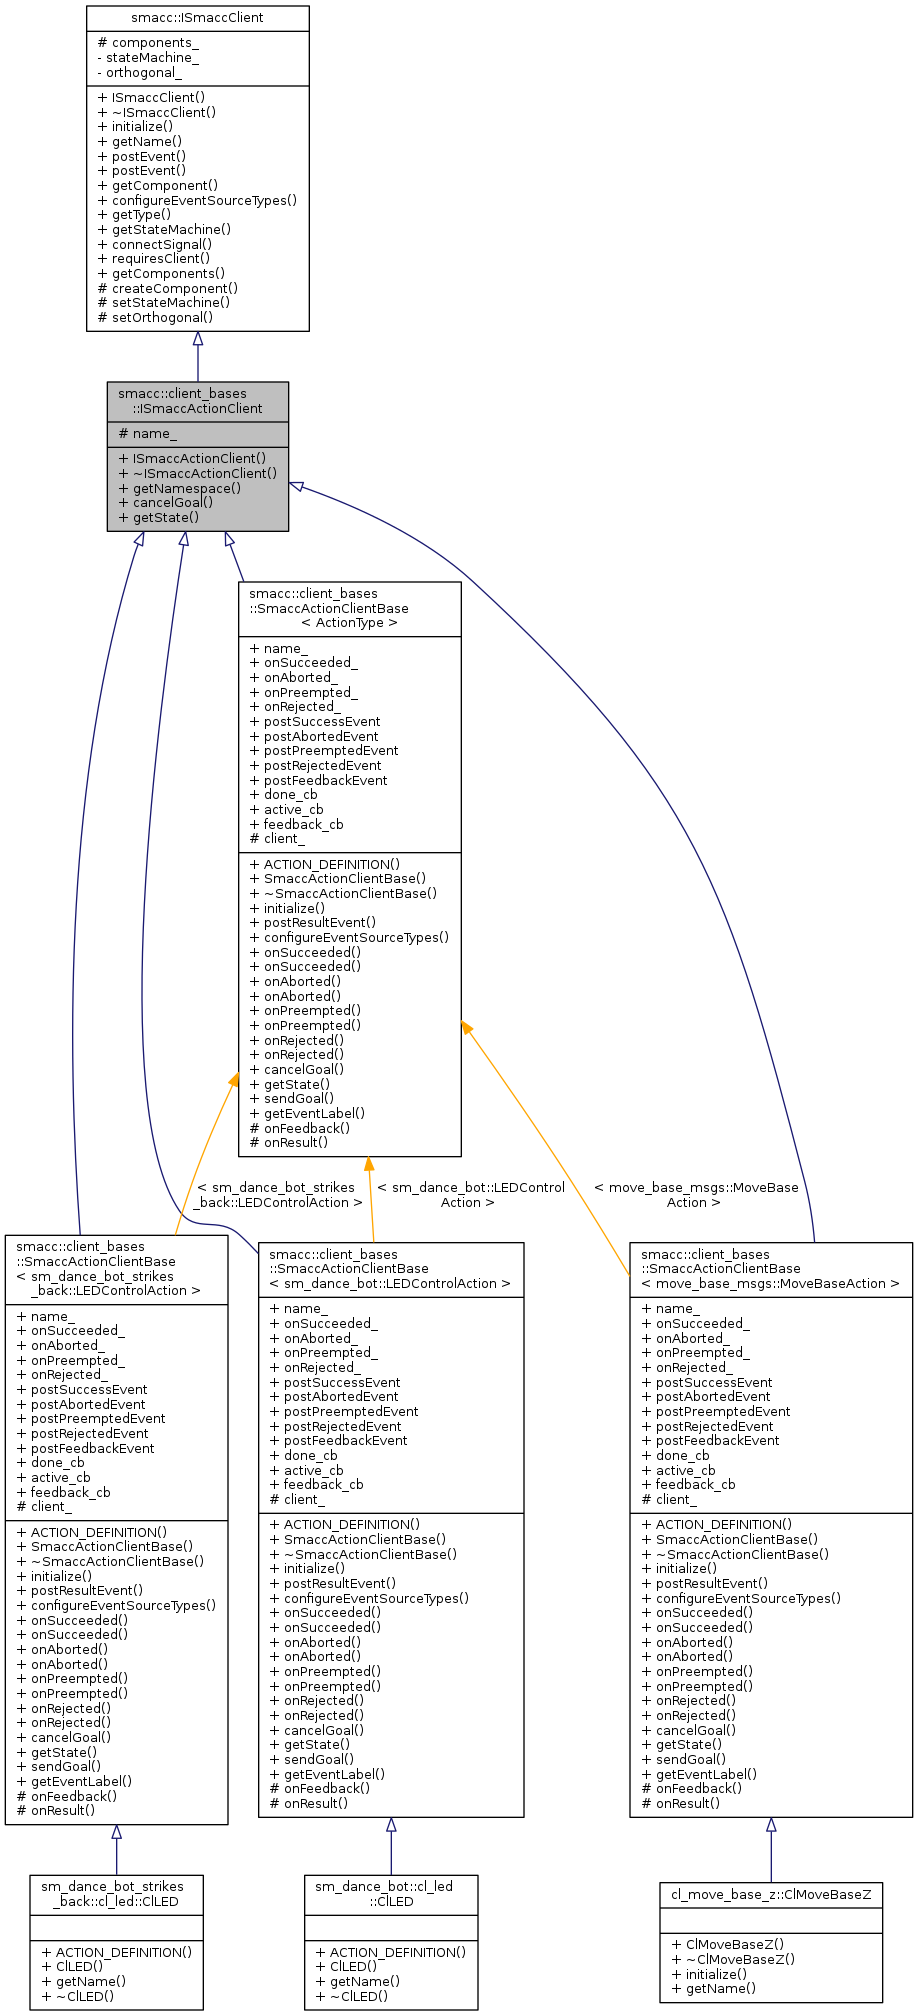 smacc::ISmaccClient
# components_
- stateMachine_
- orthogonal_
+ ISmaccClient()
+ ~ISmaccClient()
+ initialize()
+ getName()
+ postEvent()
+ postEvent()
+ getComponent()
+ configureEventSourceTypes()
+ getType()
+ getStateMachine()
+ connectSignal()
+ requiresClient()
+ getComponents()
# createComponent()
# setStateMachine()
# setOrthogonal()
smacc::client_bases
::ISmaccActionClient
# name_
+ ISmaccActionClient()
+ ~ISmaccActionClient()
+ getNamespace()
+ cancelGoal()
+ getState()
smacc::client_bases
::SmaccActionClientBase
< ActionType >
+ name_
+ onSucceeded_
+ onAborted_
+ onPreempted_
+ onRejected_
+ postSuccessEvent
+ postAbortedEvent
+ postPreemptedEvent
+ postRejectedEvent
+ postFeedbackEvent
+ done_cb
+ active_cb
+ feedback_cb
# client_
+ ACTION_DEFINITION()
+ SmaccActionClientBase()
+ ~SmaccActionClientBase()
+ initialize()
+ postResultEvent()
+ configureEventSourceTypes()
+ onSucceeded()
+ onSucceeded()
+ onAborted()
+ onAborted()
+ onPreempted()
+ onPreempted()
+ onRejected()
+ onRejected()
+ cancelGoal()
+ getState()
+ sendGoal()
+ getEventLabel()
# onFeedback()
# onResult()
< sm_dance_bot_strikes
_back::LEDControlAction >
< sm_dance_bot::LEDControl
Action >
< move_base_msgs::MoveBase
Action >
smacc::client_bases
::SmaccActionClientBase
< sm_dance_bot_strikes
_back::LEDControlAction >
+ name_
+ onSucceeded_
+ onAborted_
+ onPreempted_
+ onRejected_
+ postSuccessEvent
+ postAbortedEvent
+ postPreemptedEvent
+ postRejectedEvent
+ postFeedbackEvent
+ done_cb
+ active_cb
+ feedback_cb
# client_
+ ACTION_DEFINITION()
+ SmaccActionClientBase()
+ ~SmaccActionClientBase()
+ initialize()
+ postResultEvent()
+ configureEventSourceTypes()
+ onSucceeded()
+ onSucceeded()
+ onAborted()
+ onAborted()
+ onPreempted()
+ onPreempted()
+ onRejected()
+ onRejected()
+ cancelGoal()
+ getState()
+ sendGoal()
+ getEventLabel()
# onFeedback()
# onResult()
smacc::client_bases
::SmaccActionClientBase
< sm_dance_bot::LEDControlAction >
+ name_
+ onSucceeded_
+ onAborted_
+ onPreempted_
+ onRejected_
+ postSuccessEvent
+ postAbortedEvent
+ postPreemptedEvent
+ postRejectedEvent
+ postFeedbackEvent
+ done_cb
+ active_cb
+ feedback_cb
# client_
+ ACTION_DEFINITION()
+ SmaccActionClientBase()
+ ~SmaccActionClientBase()
+ initialize()
+ postResultEvent()
+ configureEventSourceTypes()
+ onSucceeded()
+ onSucceeded()
+ onAborted()
+ onAborted()
+ onPreempted()
+ onPreempted()
+ onRejected()
+ onRejected()
+ cancelGoal()
+ getState()
+ sendGoal()
+ getEventLabel()
# onFeedback()
# onResult()
smacc::client_bases
::SmaccActionClientBase
< move_base_msgs::MoveBaseAction >
+ name_
+ onSucceeded_
+ onAborted_
+ onPreempted_
+ onRejected_
+ postSuccessEvent
+ postAbortedEvent
+ postPreemptedEvent
+ postRejectedEvent
+ postFeedbackEvent
+ done_cb
+ active_cb
+ feedback_cb
# client_
+ ACTION_DEFINITION()
+ SmaccActionClientBase()
+ ~SmaccActionClientBase()
+ initialize()
+ postResultEvent()
+ configureEventSourceTypes()
+ onSucceeded()
+ onSucceeded()
+ onAborted()
+ onAborted()
+ onPreempted()
+ onPreempted()
+ onRejected()
+ onRejected()
+ cancelGoal()
+ getState()
+ sendGoal()
+ getEventLabel()
# onFeedback()
# onResult()
sm_dance_bot_strikes
_back::cl_led::ClLED
+ ACTION_DEFINITION()
+ ClLED()
+ getName()
+ ~ClLED()
sm_dance_bot::cl_led
::ClLED
+ ACTION_DEFINITION()
+ ClLED()
+ getName()
+ ~ClLED()
cl_move_base_z::ClMoveBaseZ
+ ClMoveBaseZ()
+ ~ClMoveBaseZ()
+ initialize()
+ getName()